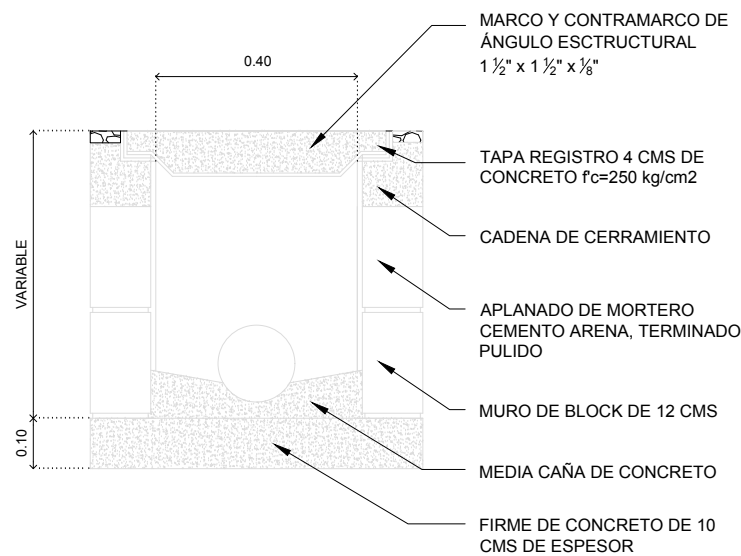 MARCO Y CONTRAMARCO DE
ÁNGULO ESCTRUCTURAL
1 ½" x 1 ½" x ⅛"
0.40
TAPA REGISTRO 4 CMS DE
CONCRETO f'c=250 kg/cm2
CADENA DE CERRAMIENTO
VARIABLE
APLANADO DE MORTERO
CEMENTO ARENA, TERMINADO
PULIDO
MURO DE BLOCK DE 12 CMS
0.10
MEDIA CAÑA DE CONCRETO
FIRME DE CONCRETO DE 10
CMS DE ESPESOR